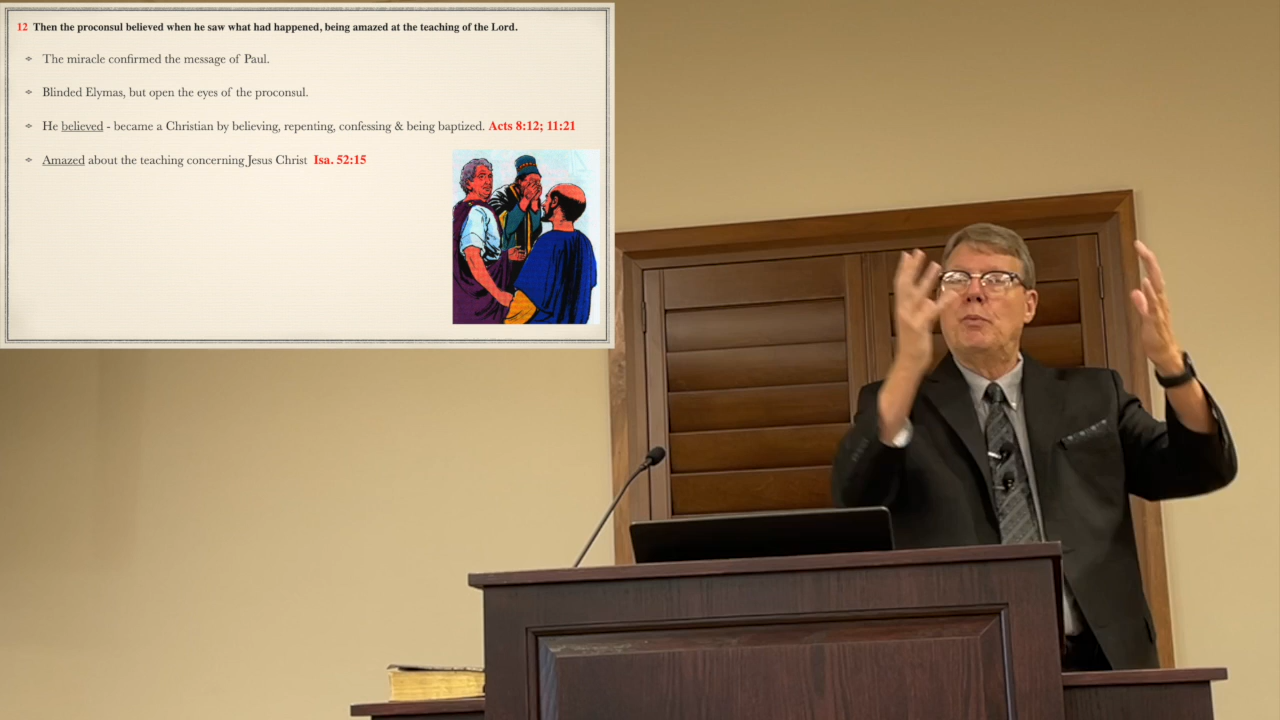 12 Then the proconsul believed when he saw what had happened, being amazed at the teaching of the Lord.
The miracle confirmed the message of Paul.
Blinded Elymas, but open the eyes of the proconsul.
He believed - became a Christian by believing, repenting, confessing & being baptized. Acts 8:12; 11:21
Amazed about the teaching concerning Jesus Christ Isa. 52:15